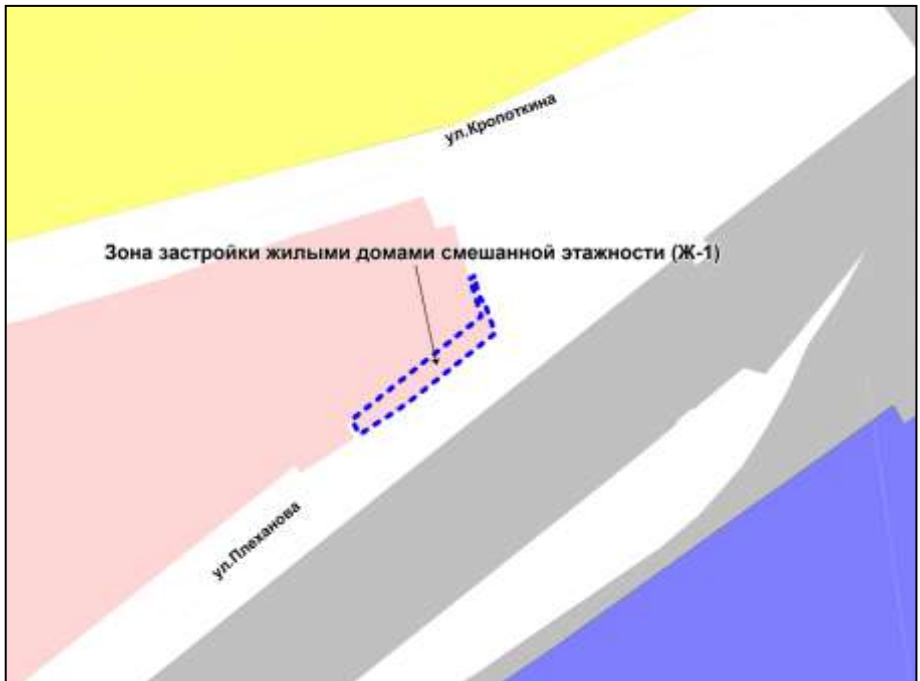 ул.Кропоткина
Зона застройки жилыми домами смешанной этажности (Ж-1)
ул.Плеханова